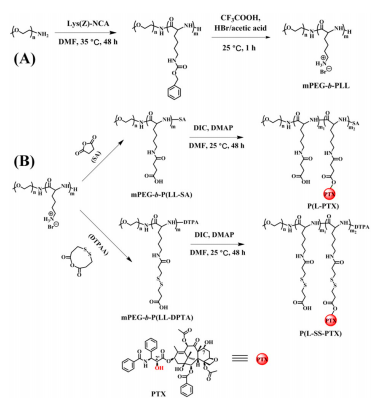 Lys(Z)-NCA
DMF, 35 °C, 48 h
CF₃COOH,
HBr/acetic acid
25 °C, 1 h
(A)
mPEG-b-PLL
(B)
(SA)
DIC, DMAP
DMF, 25 °C, 48 h
mPEG-b-P(LL-SA)
P(L-PTX)
(DTPAA)
DIC, DMAP
DMF, 25 °C, 48 h
mPEG-b-P(LL-DPTA)
P(L-SS-PTX)
PTX
PTX